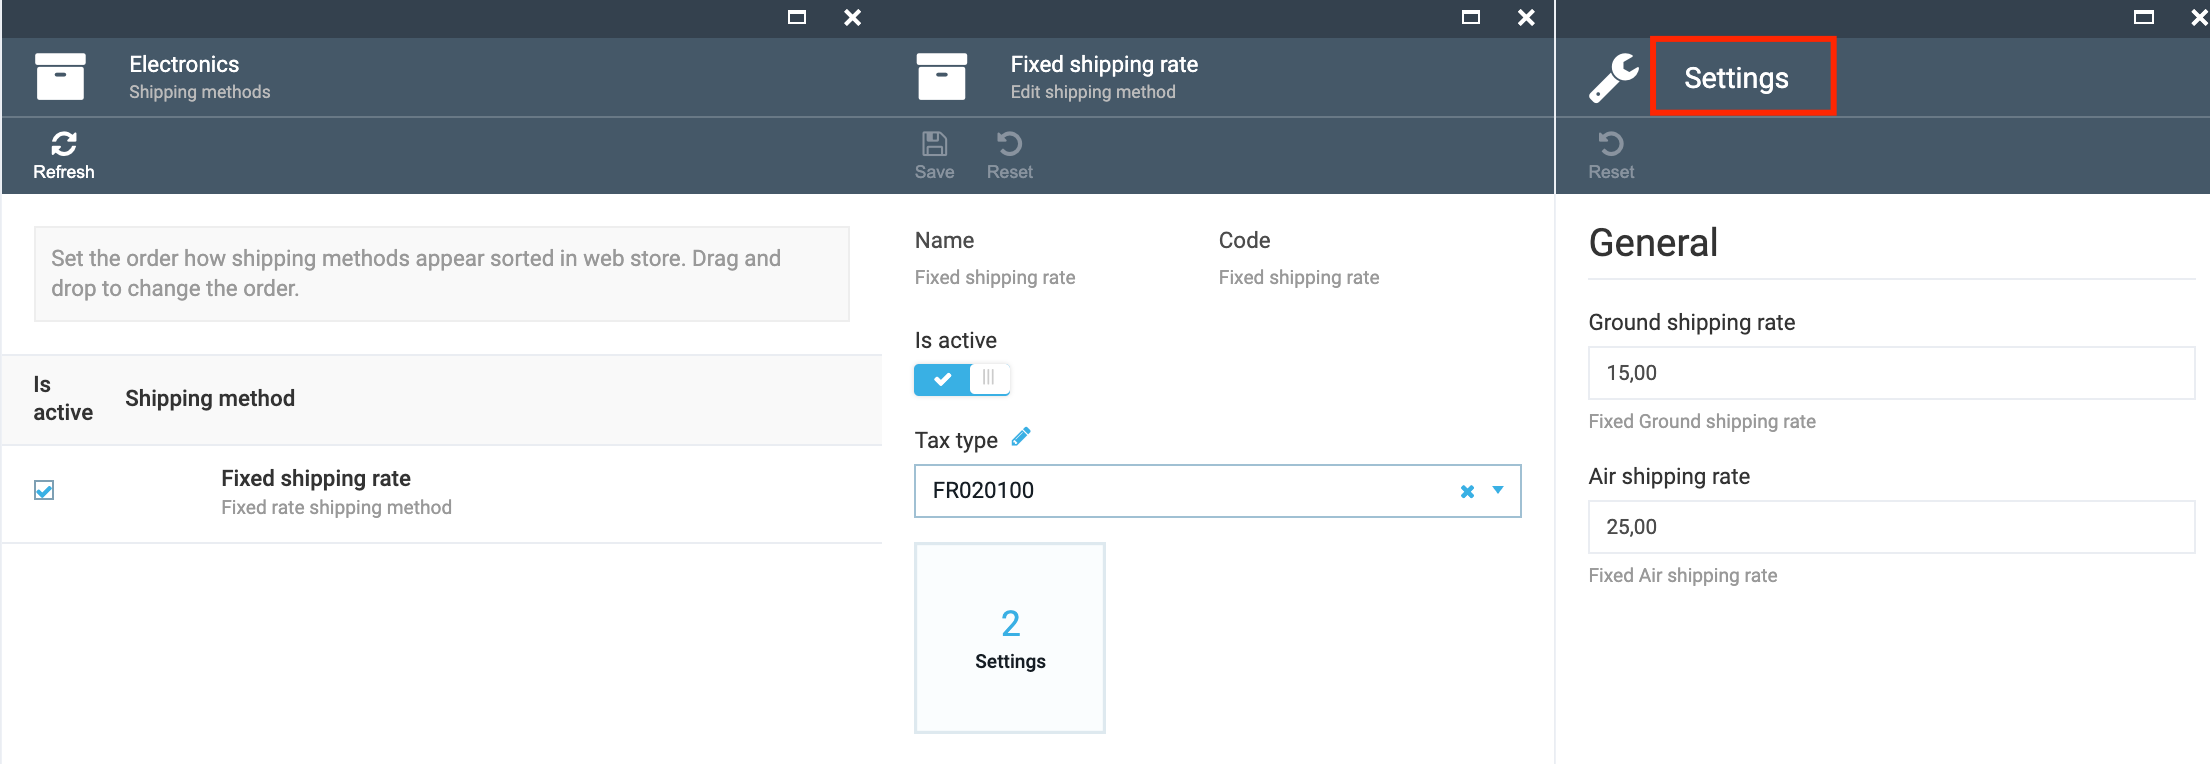 Electronics
Shipping methods
Refresh
Set the order how shipping methods appear sorted in web store. Drag and
drop to change the order.
Is
active
Shipping method
Fixed shipping rate
Fixed rate shipping method
Fixed shipping rate
Edit shipping method
Save
Reset
Name
Code
Fixed shipping rate
Fixed shipping rate
Is active
Tax type
FR020100
2
Settings
Settings
Reset
General
Ground shipping rate
15,00
Fixed Ground shipping rate
Air shipping rate
25,00
Fixed Air shipping rate